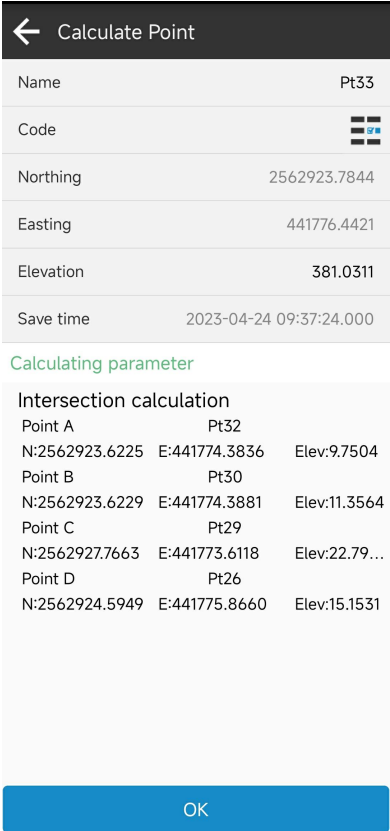 Calculate Point
Name Pt33
Code
Northing 2562923.7844
Easting 441776.4421
Elevation 381.0311
Save time 2023-04-24 09:37:24.000
Calculating parameter
Intersection calculation
Point A Pt32
N:2562923.6225 E:441774.3836 Elev:9.7504
Point B Pt30
N:2562923.6229 E:441774.3881 Elev:11.3564
Point C Pt29
N:2562927.7663 E:441773.6118 Elev:22.79...
Point D Pt26
N:2562924.5949 E:441775.8660 Elev:15.1531
OK